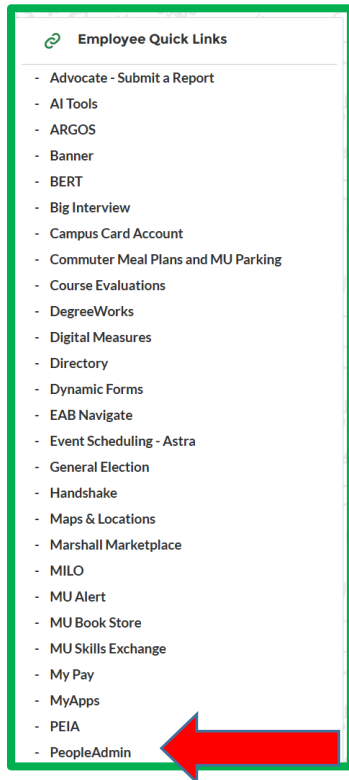 Employee Quick Links
- Advocate - Submit a Report
- AI Tools
- ARGOS
- Banner
- BERT
- Big Interview
- Campus Card Account
- Commuter Meal Plans and MU Parking
- Course Evaluations
- DegreeWorks
- Digital Measures
- Directory
- Dynamic Forms
- EAB Navigate
- Event Scheduling - Astra
- General Election
- Handshake
- Maps & Locations
- Marshall Marketplace
- MILO
- MU Alert
- MU Book Store
- MU Skills Exchange
- My Pay
- MyApps
- PEIA
- PeopleAdmin